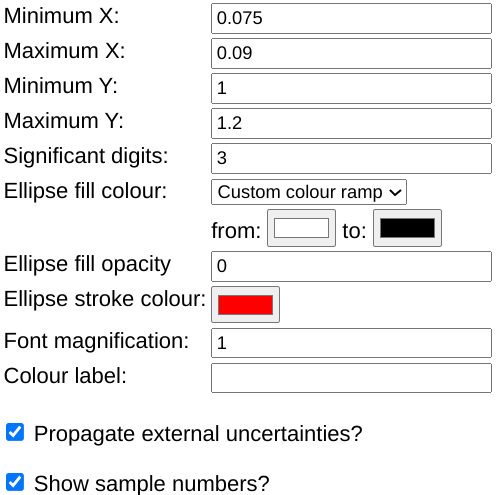 Minimum X: 0.075
Maximum X: 0.09
Minimum Y: 1
Maximum Y: 1.2
Significant digits: 3
Ellipse fill colour: Custom colour ramp
from: to:
Ellipse fill opacity 0
Ellipse stroke colour:
Font magnification: 1
Colour label:
Propagate external uncertainties?
Show sample numbers?